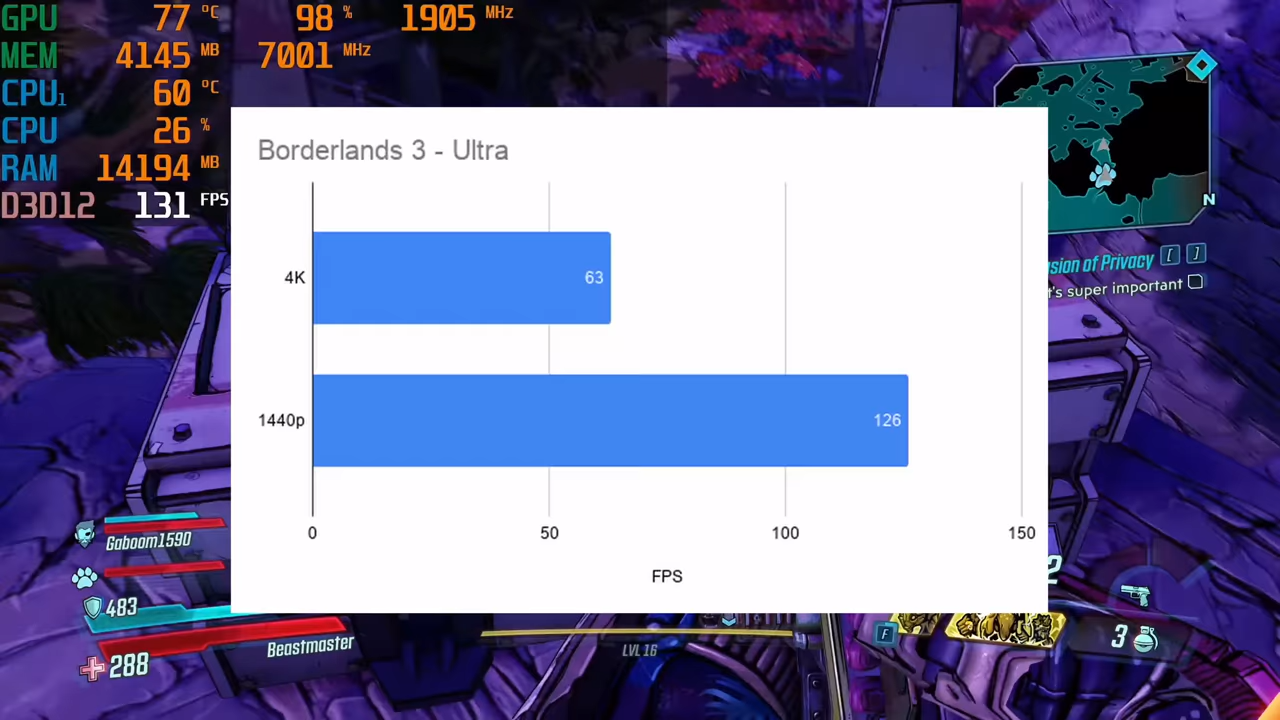 GPU 77 °C 98 % 1905 MHz
MEM 4145 MB 7001 MHz
CPU1 60 °C
CPU 26 %
RAM 14194 MB
D3D12 131 FPS
Borderlands 3 - Ultra
4K 63
1440p 126
0 50 100 150
FPS
N
sion of Privacy [ ]
t's super important
Gaboom1590
483
288
Beastmaster
LVL 16
F
2
3